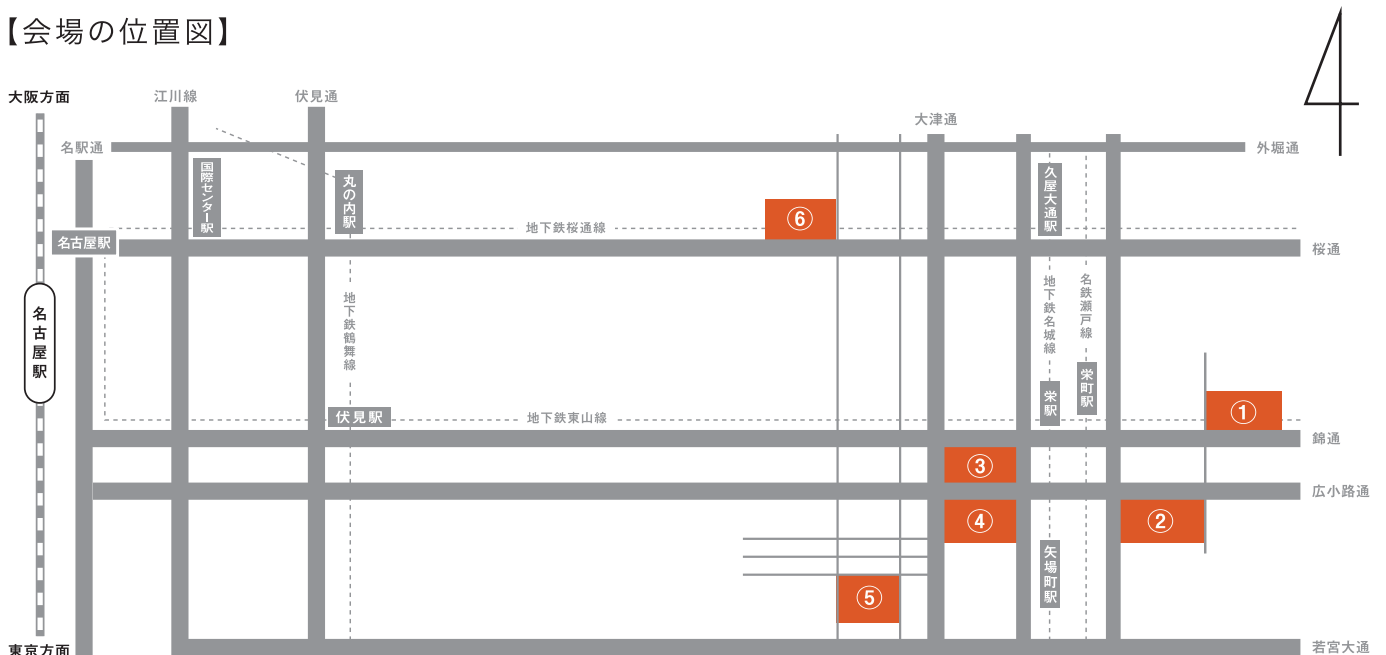 【会場の位置図】
大阪方面
江川線
伏見通
大津通
名駅通
外堀通
国際センター駅
丸の内駅
久屋大通駅
地下鉄桜通線
⑥
名古屋駅
桜通
名古屋駅
地下鉄鶴舞線
地下鉄名城線
名鉄瀬戸線
栄町駅
栄駅
①
伏見駅
地下鉄東山線
錦通
③
広小路通
④
②
矢場町駅
⑤
若宮大通
東京方面